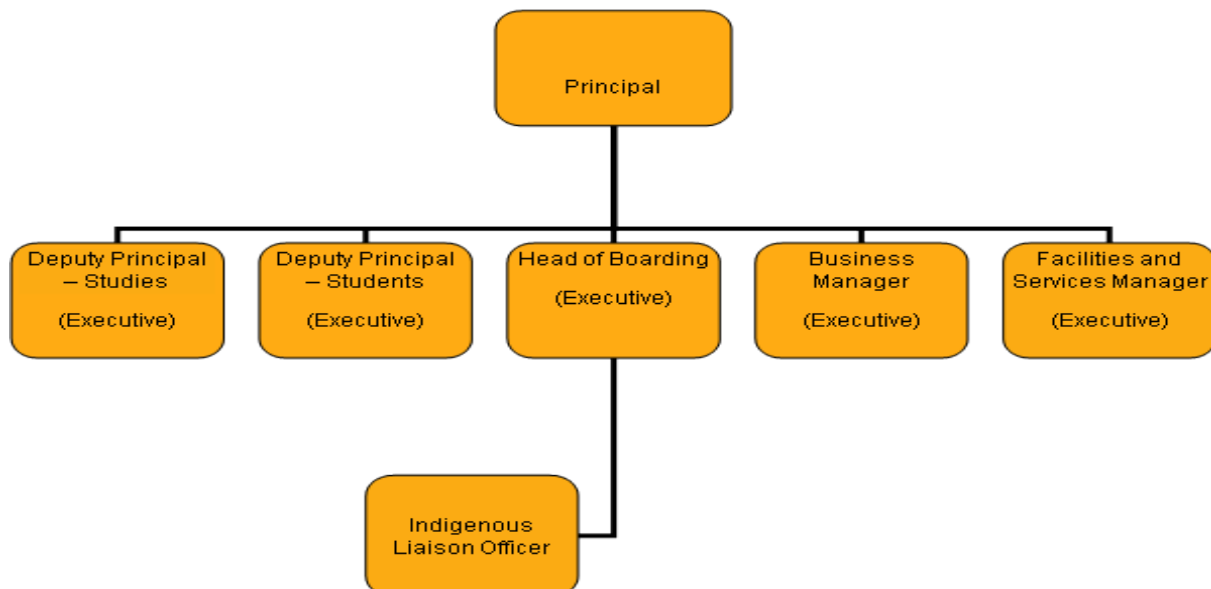 Principal
Deputy Principal
– Studies
(Executive)
Deputy Principal
– Students
(Executive)
Head of Boarding
(Executive)
Business
Manager
(Executive)
Facilities and
Services Manager
(Executive)
Indigenous
Liaison Officer